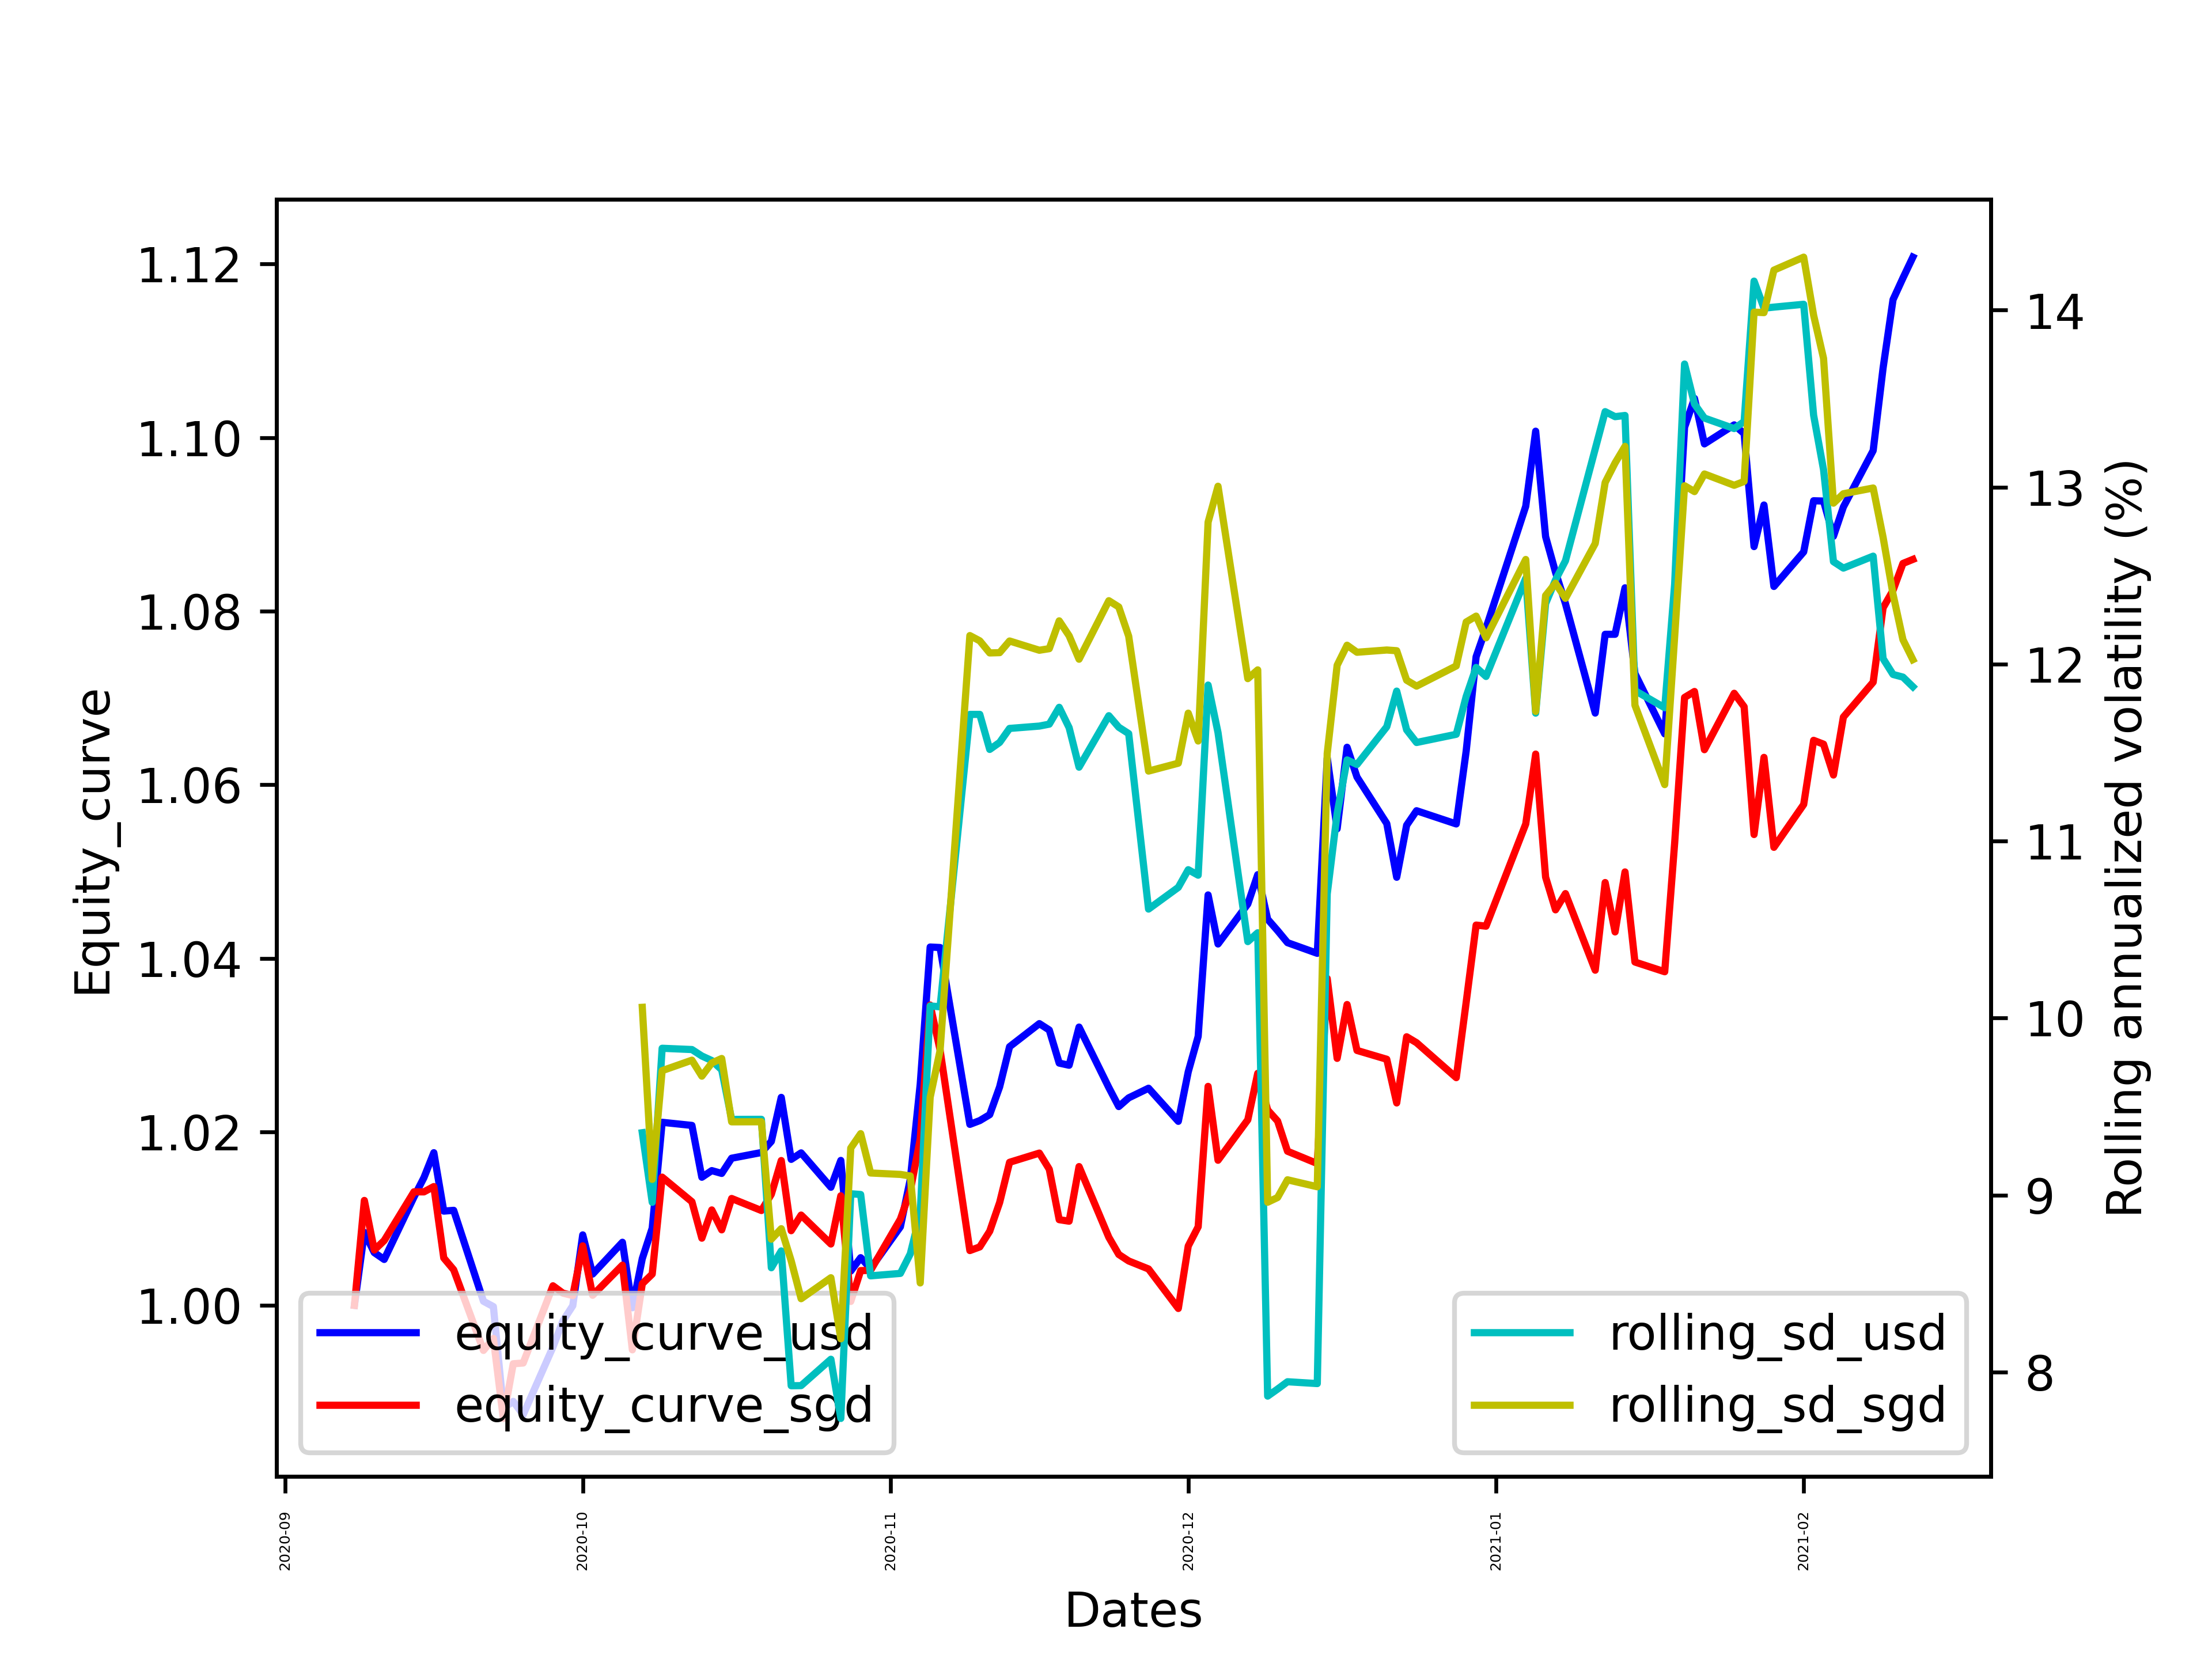 1.12
1.10
1.08
1.06
1.04
1.02
1.00
Equity_curve
14
13
12
11
10
9
8
Rolling annualized volatility (%)
equity_curve_usd
equity_curve_sgd
rolling_sd_usd
rolling_sd_sgd
2020-09
2020-10
2020-11
2020-12
2021-01
2021-02
Dates